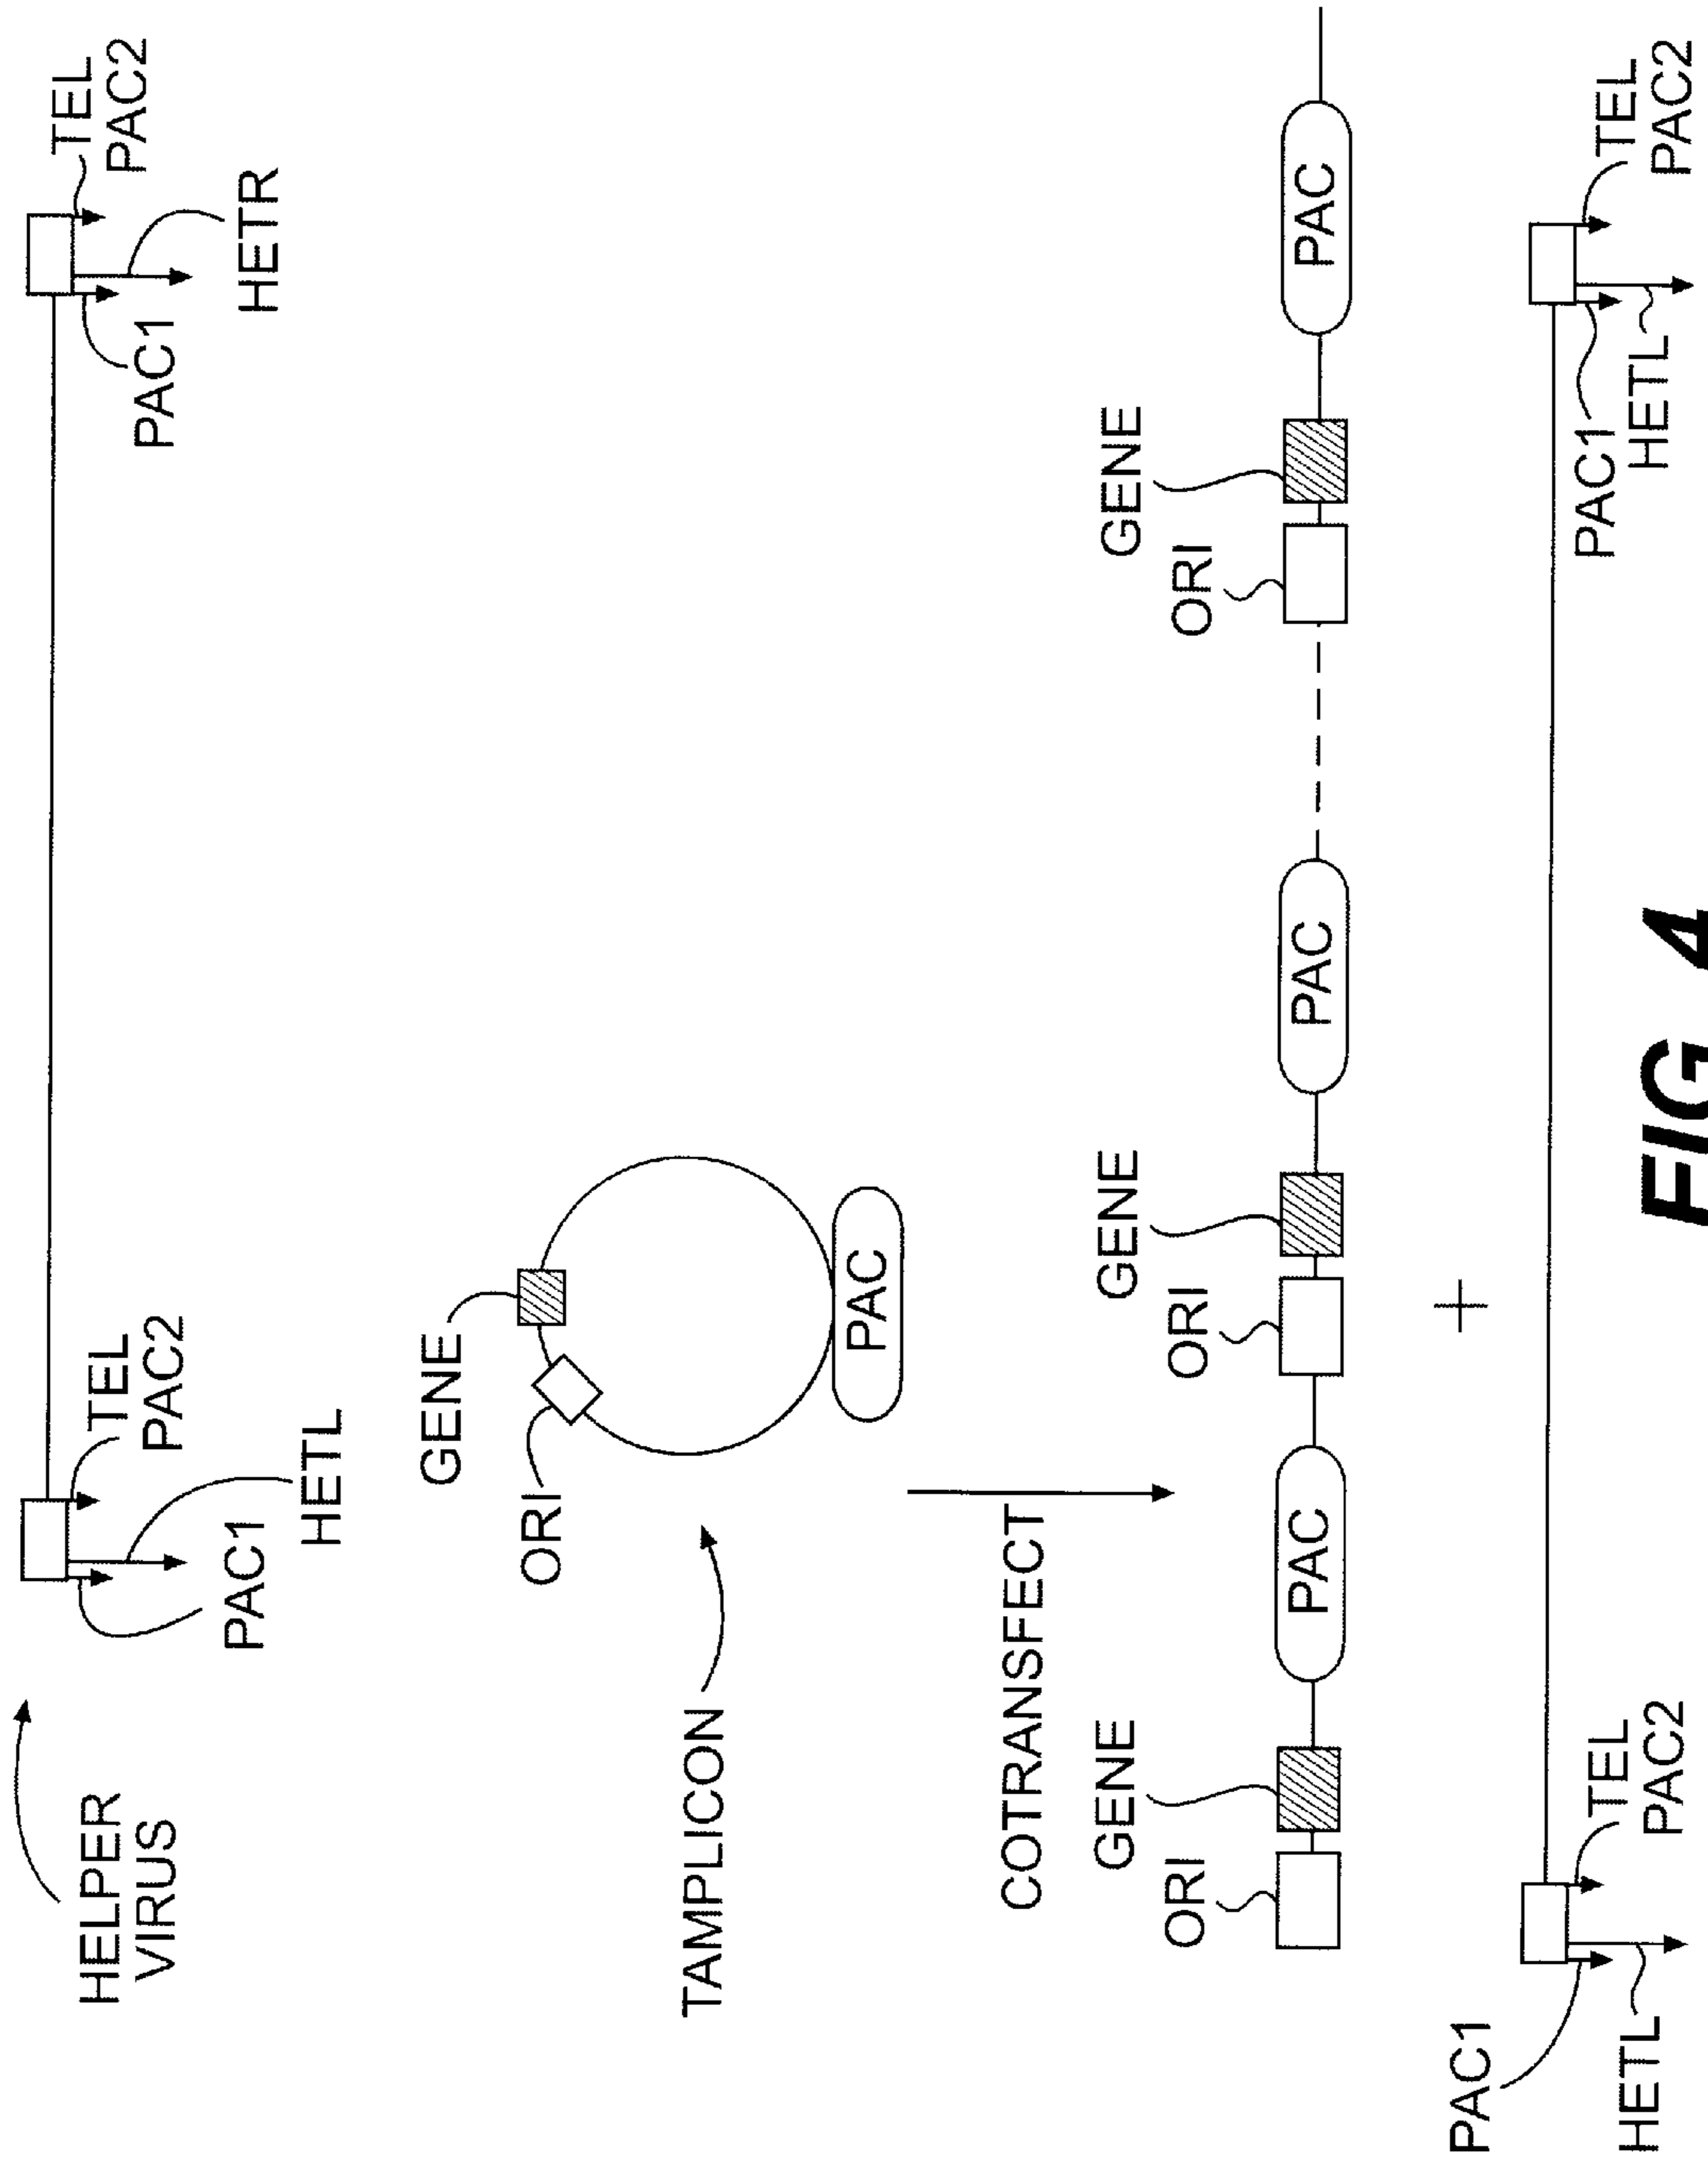 HELPER
VIRUS
PAC1
HETL
TEL
PAC2
PAC1
HETR
TEL
PAC2
TAMPLICON
ORI
GENE
PAC
COTRANSFECT
ORI
GENE
PAC
ORI
GENE
PAC
ORI
GENE
PAC
+
PAC1
HETL
TEL
PAC2
PAC1
HETL
TEL
PAC2
FIG. 4